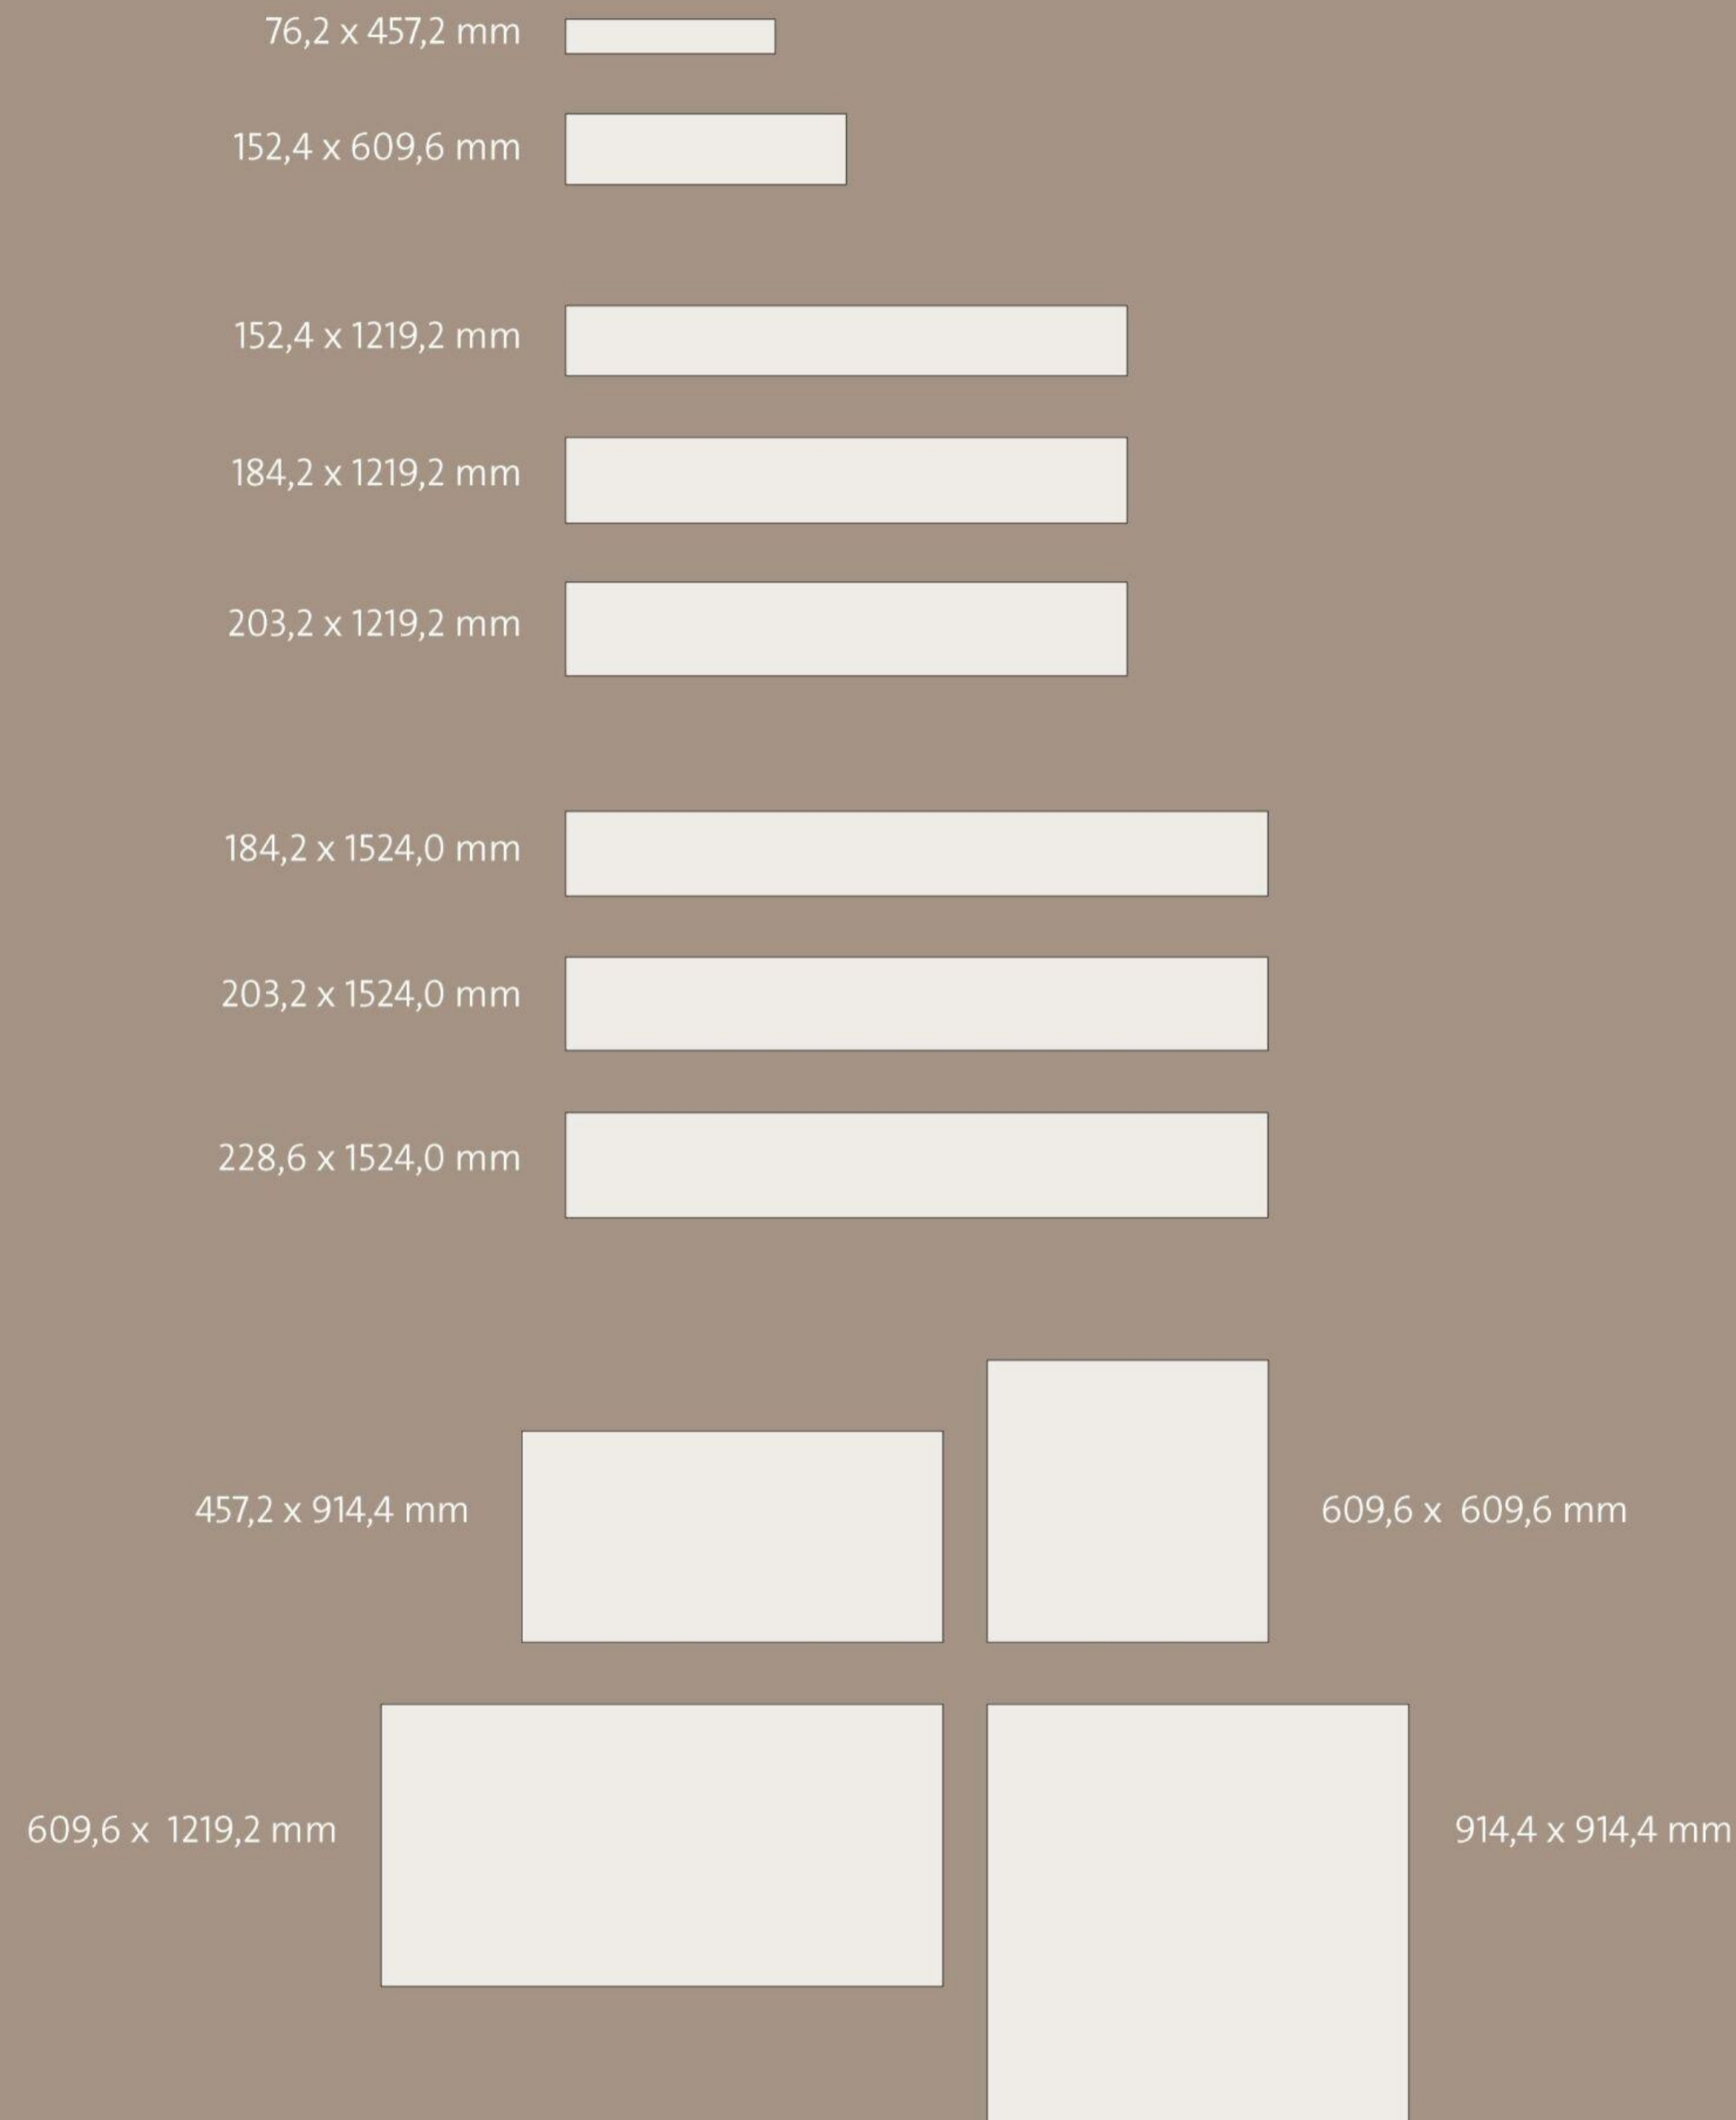 76,2 x 457,2 mm
152,4 x 609,6 mm
152,4 x 1219,2 mm
184,2 x 1219,2 mm
203,2 x 1219,2 mm
184,2 x 1524,0 mm
203,2 x 1524,0 mm
228,6 x 1524,0 mm
457,2 x 914,4 mm
609,6 x 609,6 mm
609,6 x 1219,2 mm
914,4 x 914,4 mm